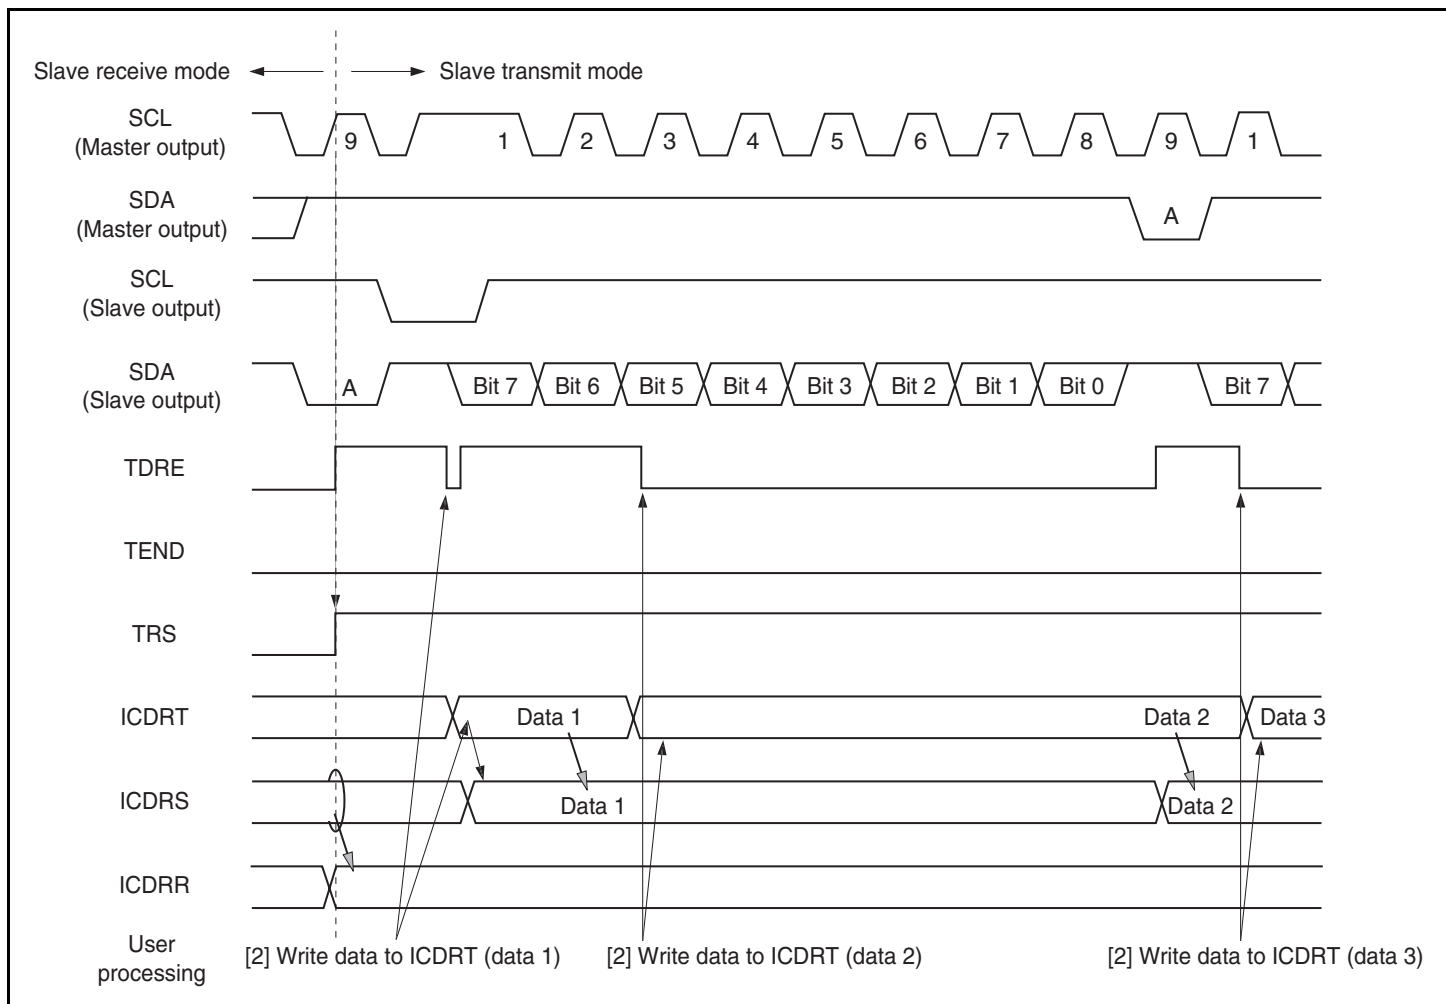 Slave receive mode
Slave transmit mode
SCL
(Master output)
9 1 2 3 4 5 6 7 8 9 1
SDA
(Master output)
A
SCL
(Slave output)
SDA
(Slave output)
A Bit 7 Bit 6 Bit 5 Bit 4 Bit 3 Bit 2 Bit 1 Bit 0 Bit 7
TDRE
TEND
TRS
ICDRT
Data 1 Data 2 Data 3
ICDRS
Data 1 Data 2
ICDRR
User
processing
[2] Write data to ICDRT (data 1)
[2] Write data to ICDRT (data 2)
[2] Write data to ICDRT (data 3)